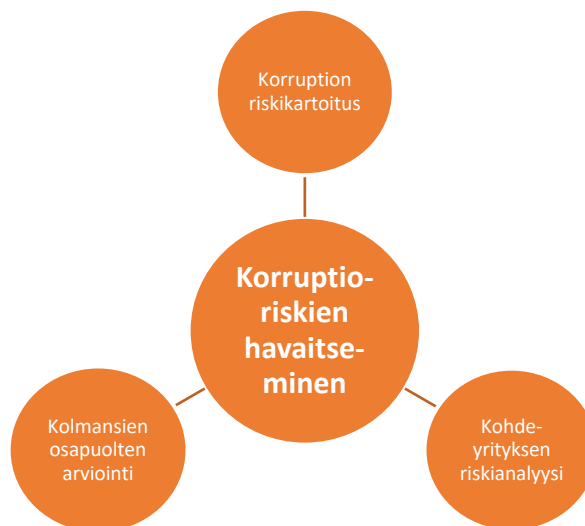 Korruption
riskikartoitus
Korruptio-
riskien
havaitse-
minen
Kolmansien
osapuolten
arviointi
Kohde-
yrityksen
riskianalyysi